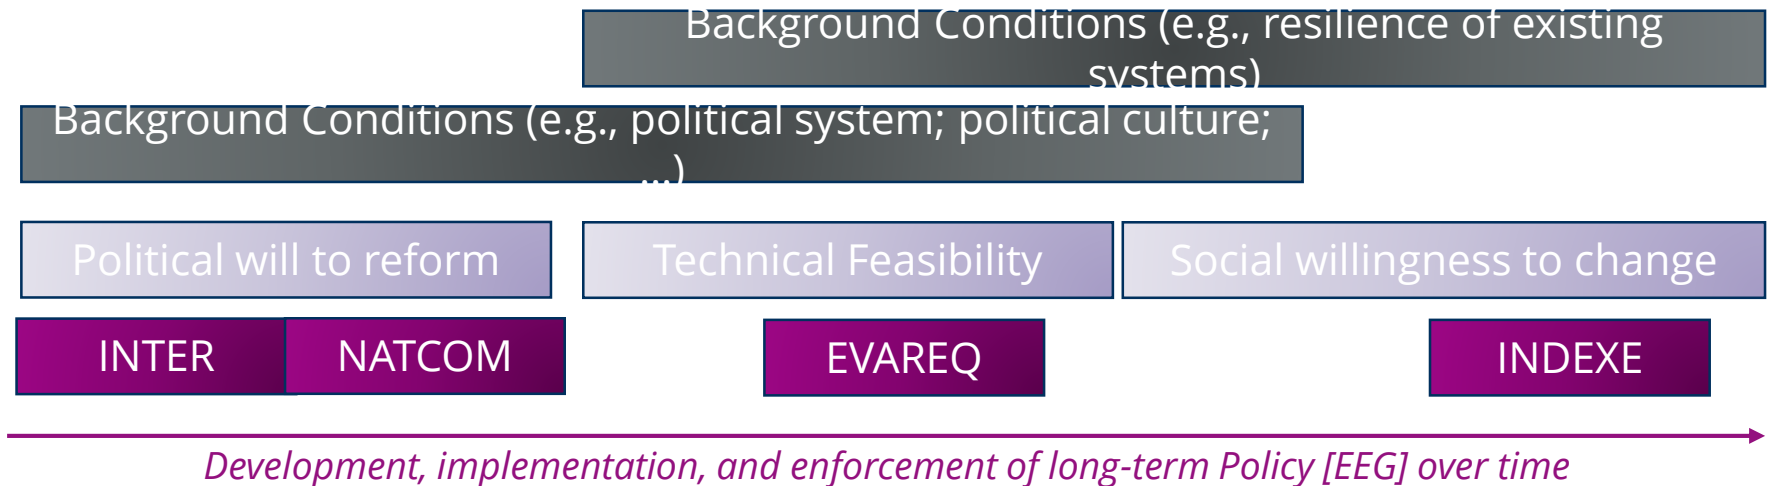 Background Conditions (e.g., resilience of existing
systems)
Background Conditions (e.g., political system; political culture;
...)
Political will to reform
Technical Feasibility
Social willingness to change
INTER
NATCOM
EVAREQ
INDEXE
Development, implementation, and enforcement of long-term Policy [EEG] over time